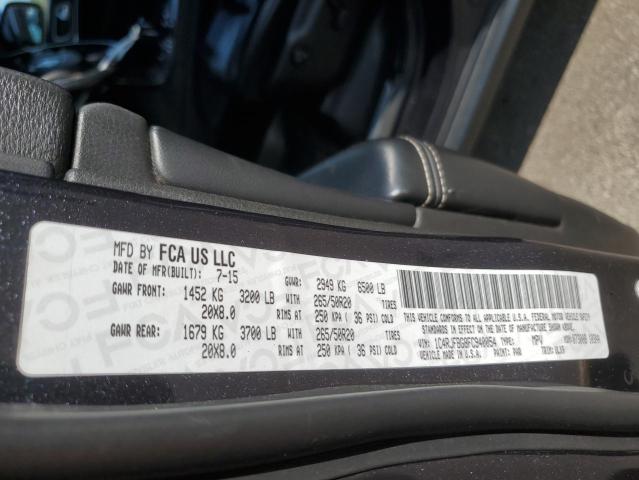 MFD BY FCA US LLC
DATE OF MFR(BUILT): 7-15 GVWR: 2949 KG 6500 LB
GAWR FRONT: 1452 KG 3200 LB WITH 265/50R20 TIRES
20X8.0 RIMS AT 250 KPA ( 36 PSI) COLD
GAWR REAR: 1679 KG 3700 LB WITH 265/50R20 TIRES
20X8.0 RIMS AT 250 KPA ( 36 PSI) COLD
THIS VEHICLE CONFORMS TO ALL APPLICABLE U.S.A. FEDERAL MOTOR VEHICLE SAFETY
STANDARDS IN EFFECT ON THE DATE OF MANUFACTURE SHOWN ABOVE.
VIN: 1C4RJFBG8FC940054 TYPE: MPV
MADE IN U.S.A. PAINT: PAR TRIM: